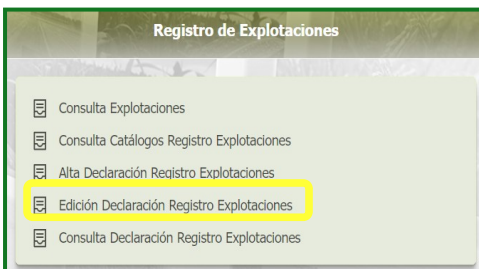 Registro de Explotaciones
Consulta Explotaciones
Consulta Catálogos Registro Explotaciones
Alta Declaración Registro Explotaciones
Edición Declaración Registro Explotaciones
Consulta Declaración Registro Explotaciones